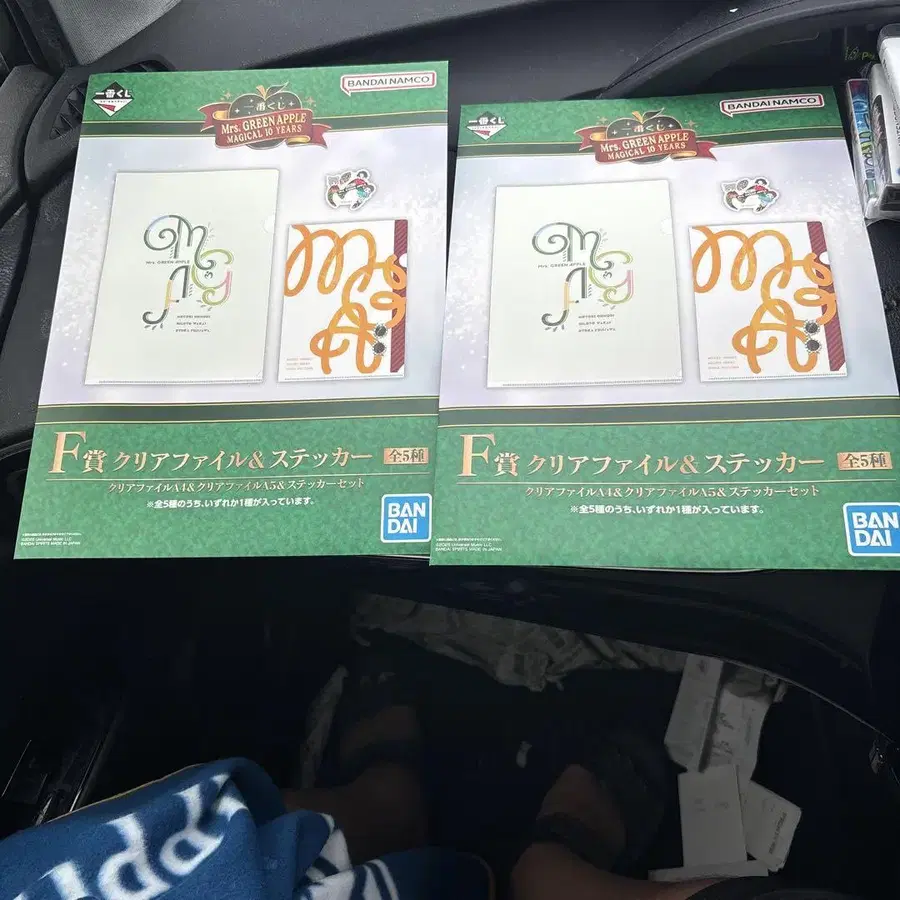 一番くじ
一番くじ
Mrs. GREEN APPLE
MAGICAL 10 YEARS
BANDAI NAMCO
Mrs. GREEN APPLE
F賞 クリアファイル&ステッカー 全5種
クリアファイルA4&クリアファイルA5&ステッカーセット
※全5種のうち、いずれか1種が入っています。
BAN
DAI
一番くじ
一番くじ
Mrs. GREEN APPLE
MAGICAL 10 YEARS
BANDAI NAMCO
Mrs. GREEN APPLE
F賞 クリアファイル&ステッカー 全5種
クリアファイルA4&クリアファイルA5&ステッカーセット
※全5種のうち、いずれか1種が入っています。
BAN
DAI